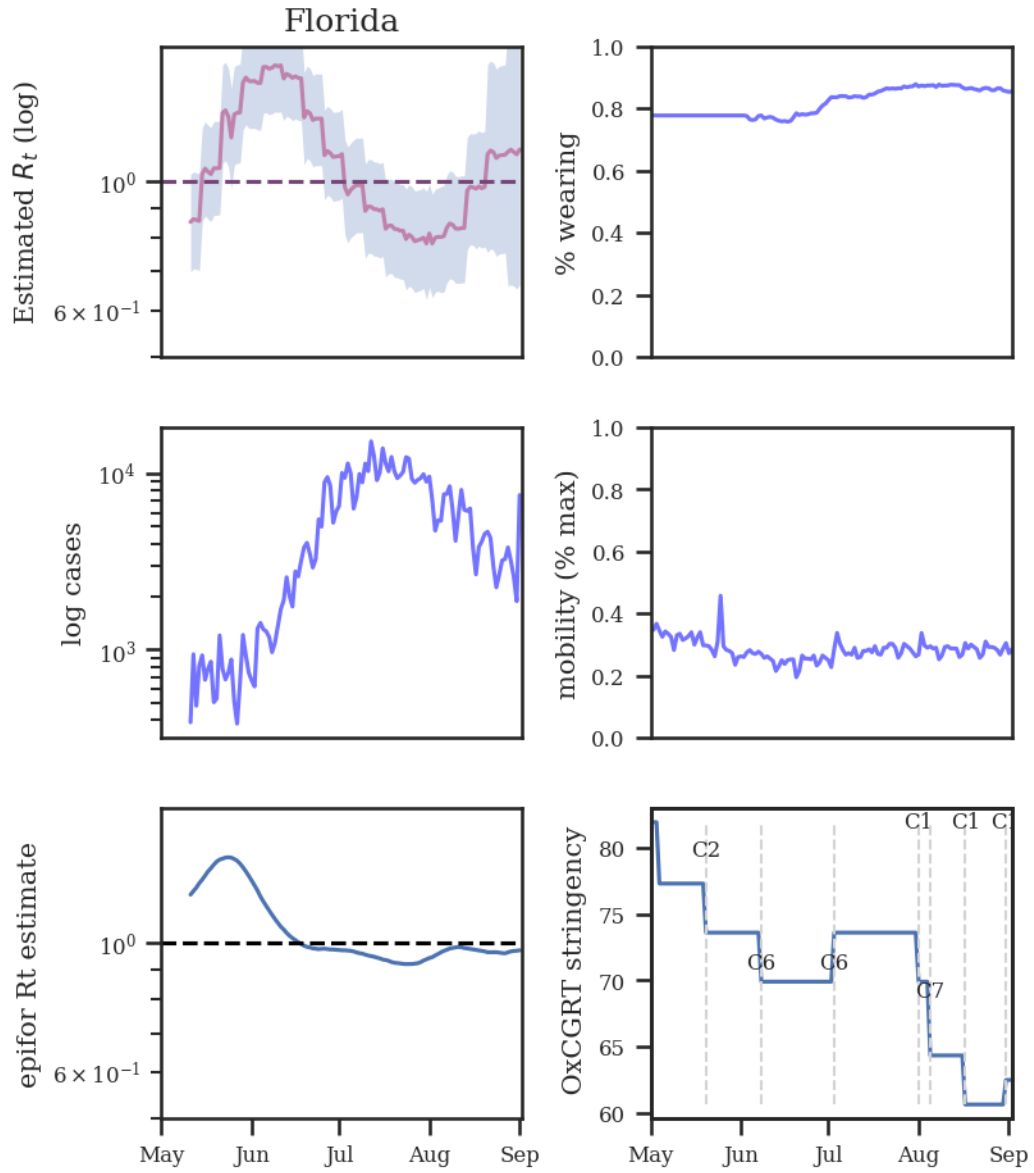 Florida
Estimated R_t (log)
10^0
6 × 10^-1
% wearing
1.0
0.8
0.6
0.4
0.2
0.0
log cases
10^4
10^3
mobility (% max)
1.0
0.8
0.6
0.4
0.2
0.0
epifor Rt estimate
10^0
6 × 10^-1
May Jun Jul Aug Sep
OxCGRT stringency
80
75
70
65
60
C1 C1
C2
C6 C6
C7
May Jun Jul Aug Sep